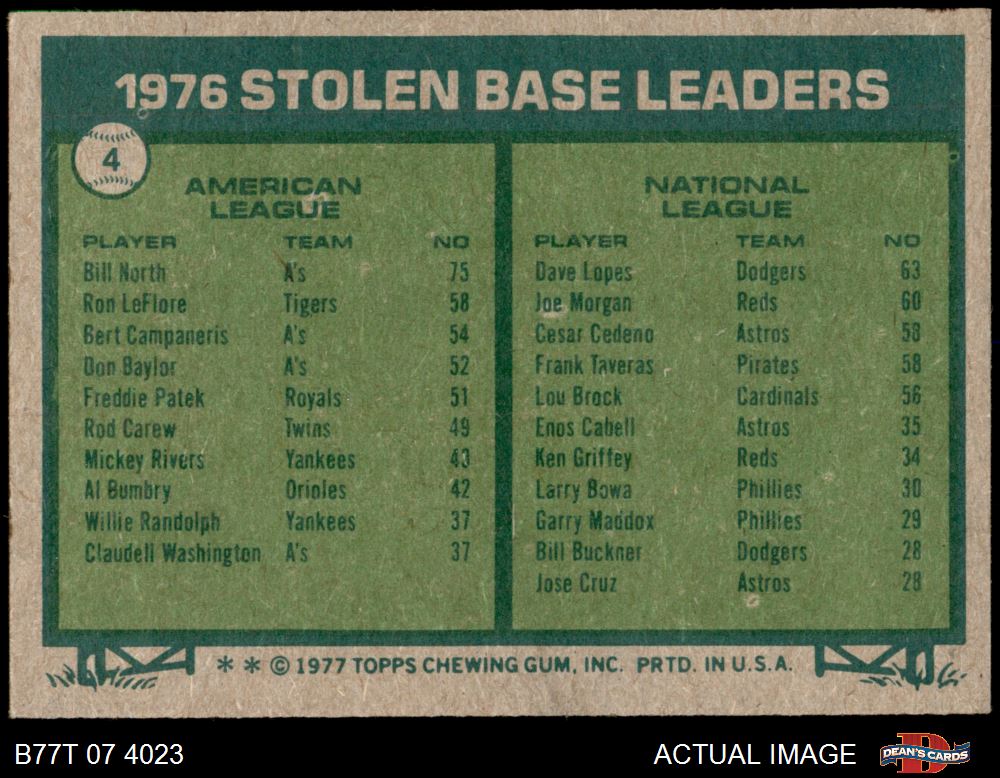 1976 STOLEN BASE LEADERS
4
AMERICAN
LEAGUE
PLAYER TEAM NO
Bill North A's 75
Ron LeFlore Tigers 58
Bert Campaneris A's 54
Don Baylor A's 52
Freddie Patek Royals 51
Rod Carew Twins 49
Mickey Rivers Yankees 43
Al Bumbry Orioles 42
Willie Randolph Yankees 37
Claudell Washington A's 37
NATIONAL
LEAGUE
PLAYER TEAM NO
Dave Lopes Dodgers 63
Joe Morgan Reds 60
Cesar Cedeno Astros 58
Frank Taveras Pirates 58
Lou Brock Cardinals 56
Enos Cabell Astros 35
Ken Griffey Reds 34
Larry Bowa Phillies 30
Garry Maddox Phillies 29
Bill Buckner Dodgers 28
Jose Cruz Astros 28
* * © 1977 TOPPS CHEWING GUM, INC. PRTD. IN U.S.A.
B77T 07 4023 ACTUAL IMAGE DEAN'S CARDS